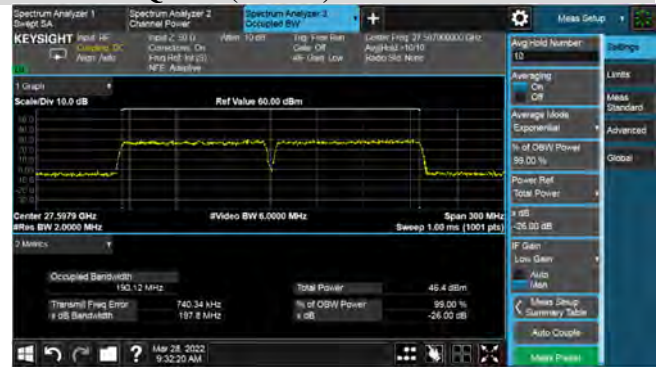 Spectrum Analyzer 1
Swept SA
Spectrum Analyzer 2
Channel Power
Spectrum Analyzer 3
Occupied BW
Meas Setup
KEYSIGHT
Input: RF
Coupling: DC
Align: Auto
Input Z: 50 Ω
Corrections: On
Freq Ref: Int (S)
NFE: Adaptive
Atten: 10 dB
Trig: Free Run
Gate: Off
#IF Gain: Low
Center Freq: 27.597900000 GHz
Avg|Hold: >10/10
Radio Std: None
1 Graph
Scale/Div 10.0 dB
Ref Value 60.00 dBm
Center 27.5979 GHz
#Res BW 2.0000 MHz
#Video BW 6.0000 MHz
Span 300 MHz
Sweep 1.00 ms (1001 pts)
2 Metrics
Occupied Bandwidth
190.12 MHz
Total Power
46.4 dBm
Transmit Freq Error
740.34 kHz
% of OBW Power
99.00 %
x dB Bandwidth
197.8 MHz
x dB
-26.00 dB
Avg|Hold Number
10
Averaging
On
Off
Average Mode
Exponential
% of OBW Power
99.00 %
Power Ref
Total Power
x dB
-26.00 dB
IF Gain
Low Gain
Auto
Man
Meas Setup
Summary Table
Auto Couple
Meas Preset
Settings
Limits
Meas
Standard
Advanced
Global
Mar 28, 2022
9:32:20 AM